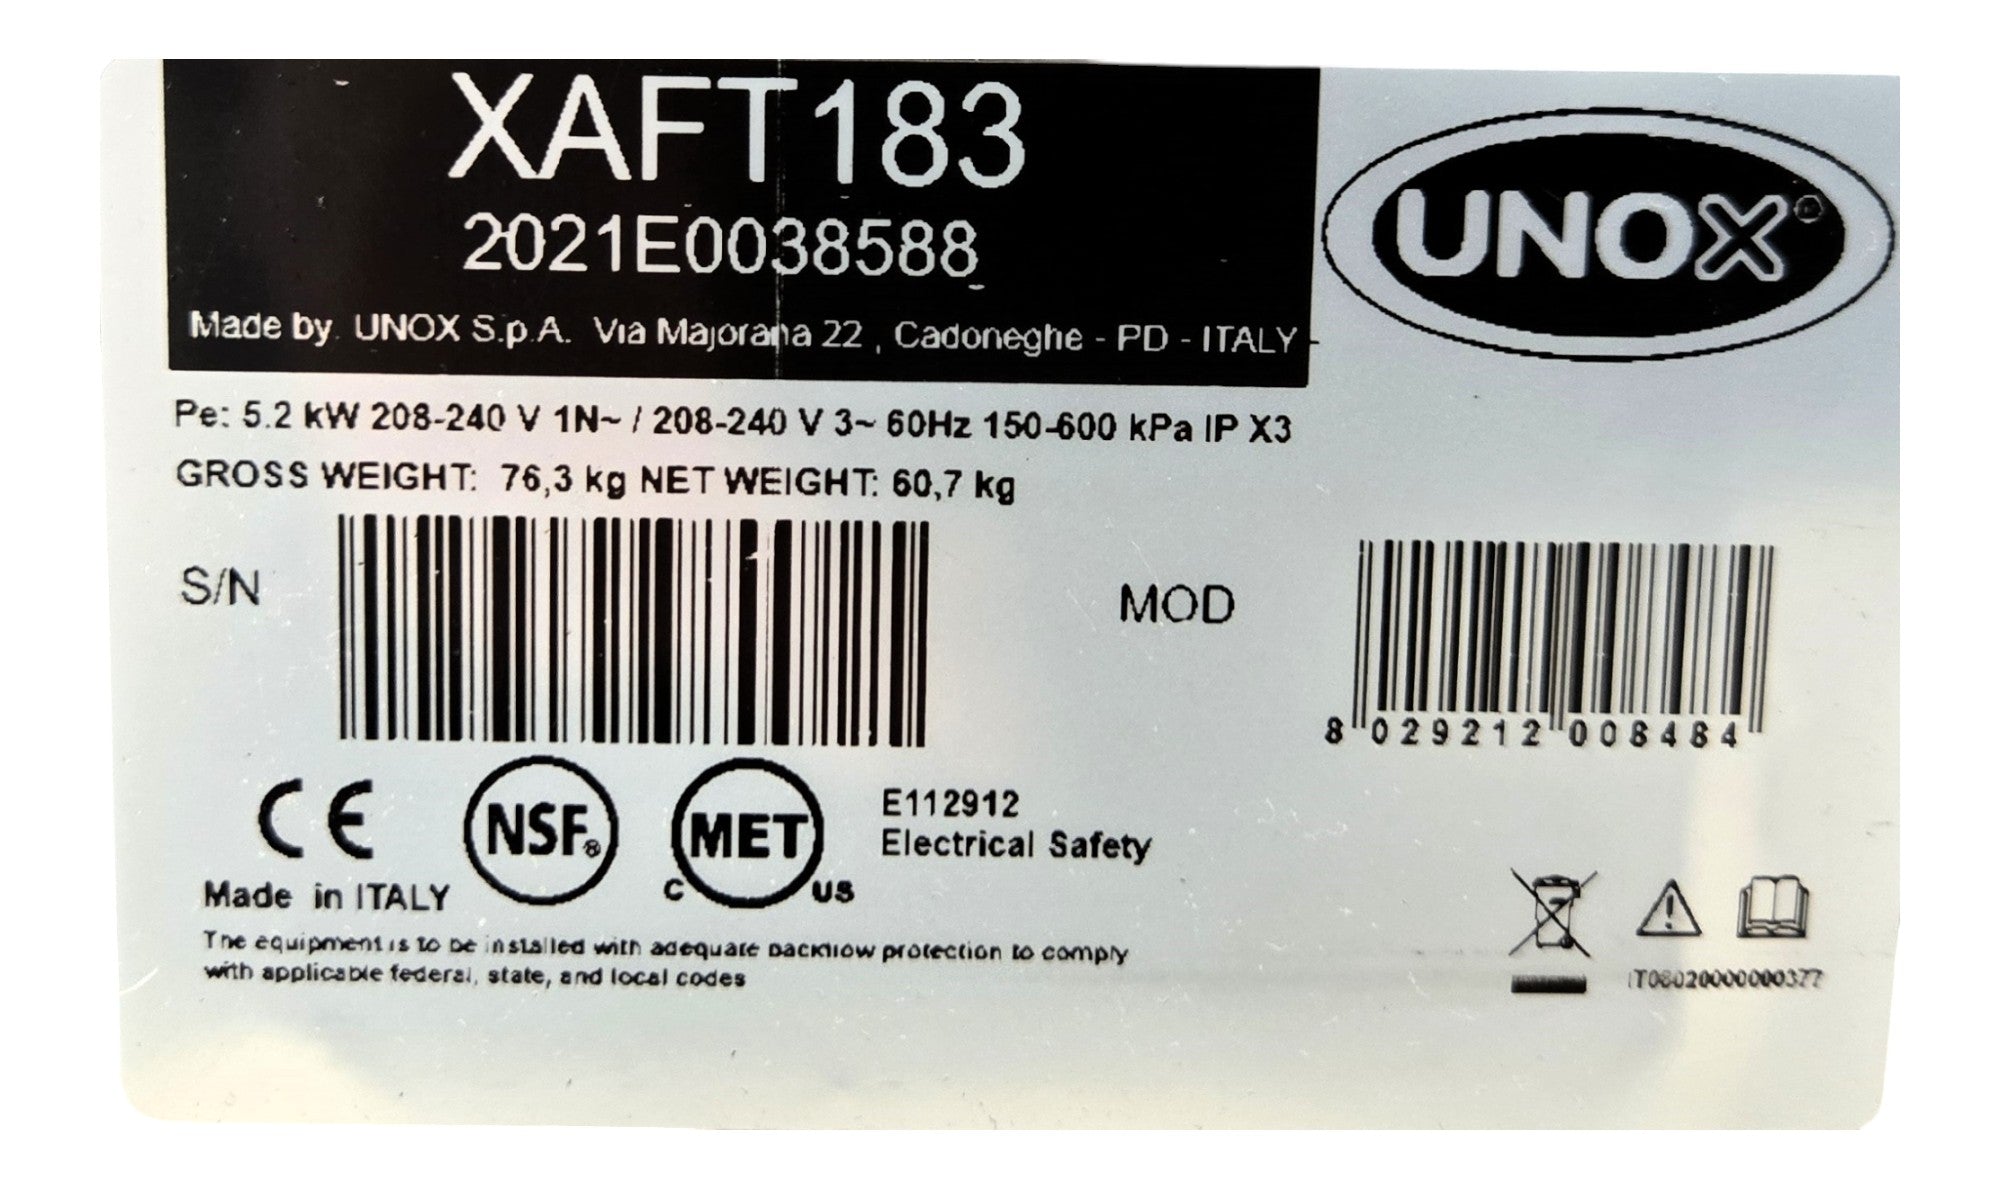 XAFT183
2021E0038588
Made by. UNOX S.p.A. Via Majorana 22 , Cadoneghe - PD - ITALY -
UNOX®
Pe: 5.2 kW 208-240 V 1N~ / 208-240 V 3~ 60Hz 150-600 kPa IP X3
GROSS WEIGHT: 76,3 kg NET WEIGHT: 60,7 kg
S/N
MOD
8 029212 008484
CE
NSF®
C MET US
E112912
Electrical Safety
Made in ITALY
The equipment is to be installed with adequate backflow protection to comply
with applicable federal, state, and local codes